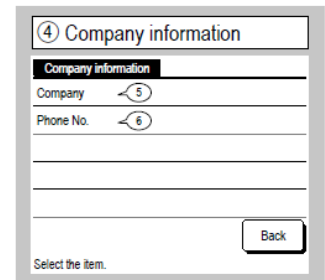 ④ Company information
Company information
Company ⑤
Phone No. ⑥
Back
Select the item.